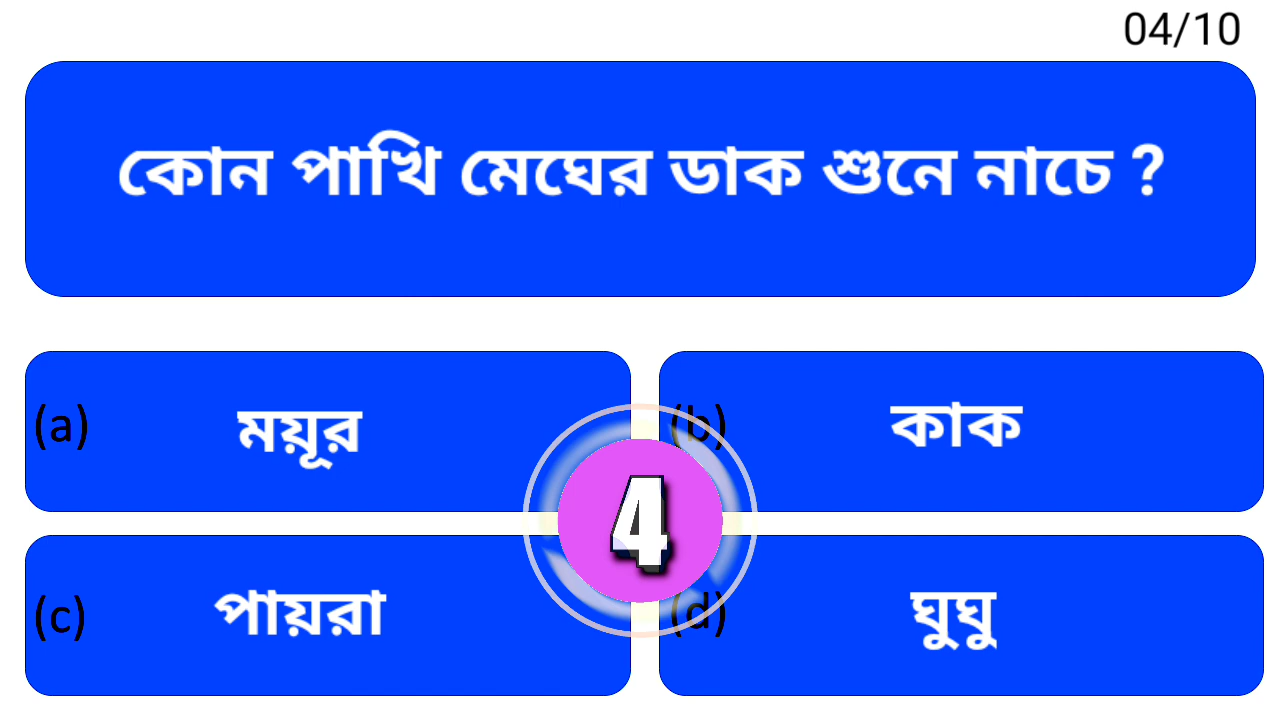 04/10
কোন পাখি মেঘের ডাক শুনে নাচে ?
(a) ময়ূর
(b) কাক
4
(c) পায়রা
(d) ঘুঘু